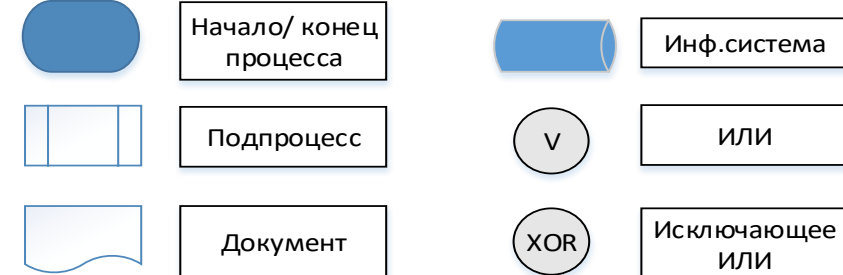 Начало/ конец
процесса
Инф.система
Подпроцесс
V
ИЛИ
Документ
XOR
Исключающее
ИЛИ